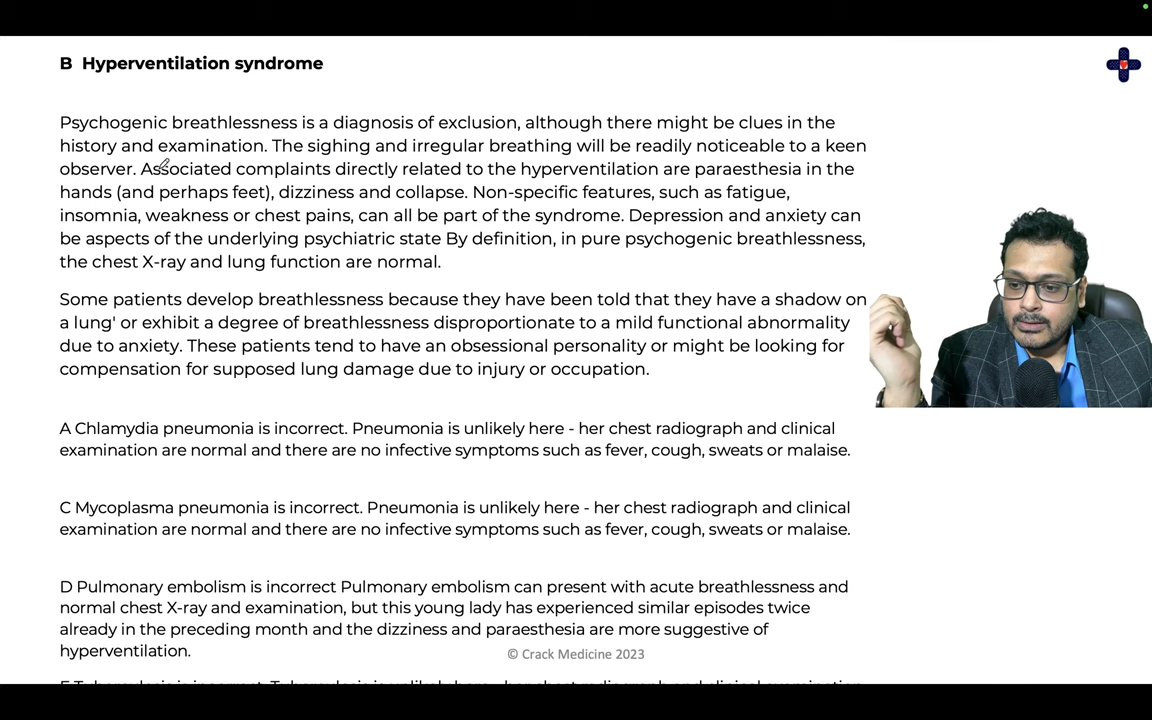 B Hyperventilation syndrome
Psychogenic breathlessness is a diagnosis of exclusion, although there might be clues in the
history and examination. The sighing and irregular breathing will be readily noticeable to a keen
observer. Associated complaints directly related to the hyperventilation are paraesthesia in the
hands (and perhaps feet), dizziness and collapse. Non-specific features, such as fatigue,
insomnia, weakness or chest pains, can all be part of the syndrome. Depression and anxiety can
be aspects of the underlying psychiatric state By definition, in pure psychogenic breathlessness,
the chest X-ray and lung function are normal.
Some patients develop breathlessness because they have been told that they have a shadow on
a lung' or exhibit a degree of breathlessness disproportionate to a mild functional abnormality
due to anxiety. These patients tend to have an obsessional personality or might be looking for
compensation for supposed lung damage due to injury or occupation.
A Chlamydia pneumonia is incorrect. Pneumonia is unlikely here - her chest radiograph and clinical
examination are normal and there are no infective symptoms such as fever, cough, sweats or malaise.
C Mycoplasma pneumonia is incorrect. Pneumonia is unlikely here - her chest radiograph and clinical
examination are normal and there are no infective symptoms such as fever, cough, sweats or malaise.
D Pulmonary embolism is incorrect Pulmonary embolism can present with acute breathlessness and
normal chest X-ray and examination, but this young lady has experienced similar episodes twice
already in the preceding month and the dizziness and paraesthesia are more suggestive of
hyperventilation.
© Crack Medicine 2023